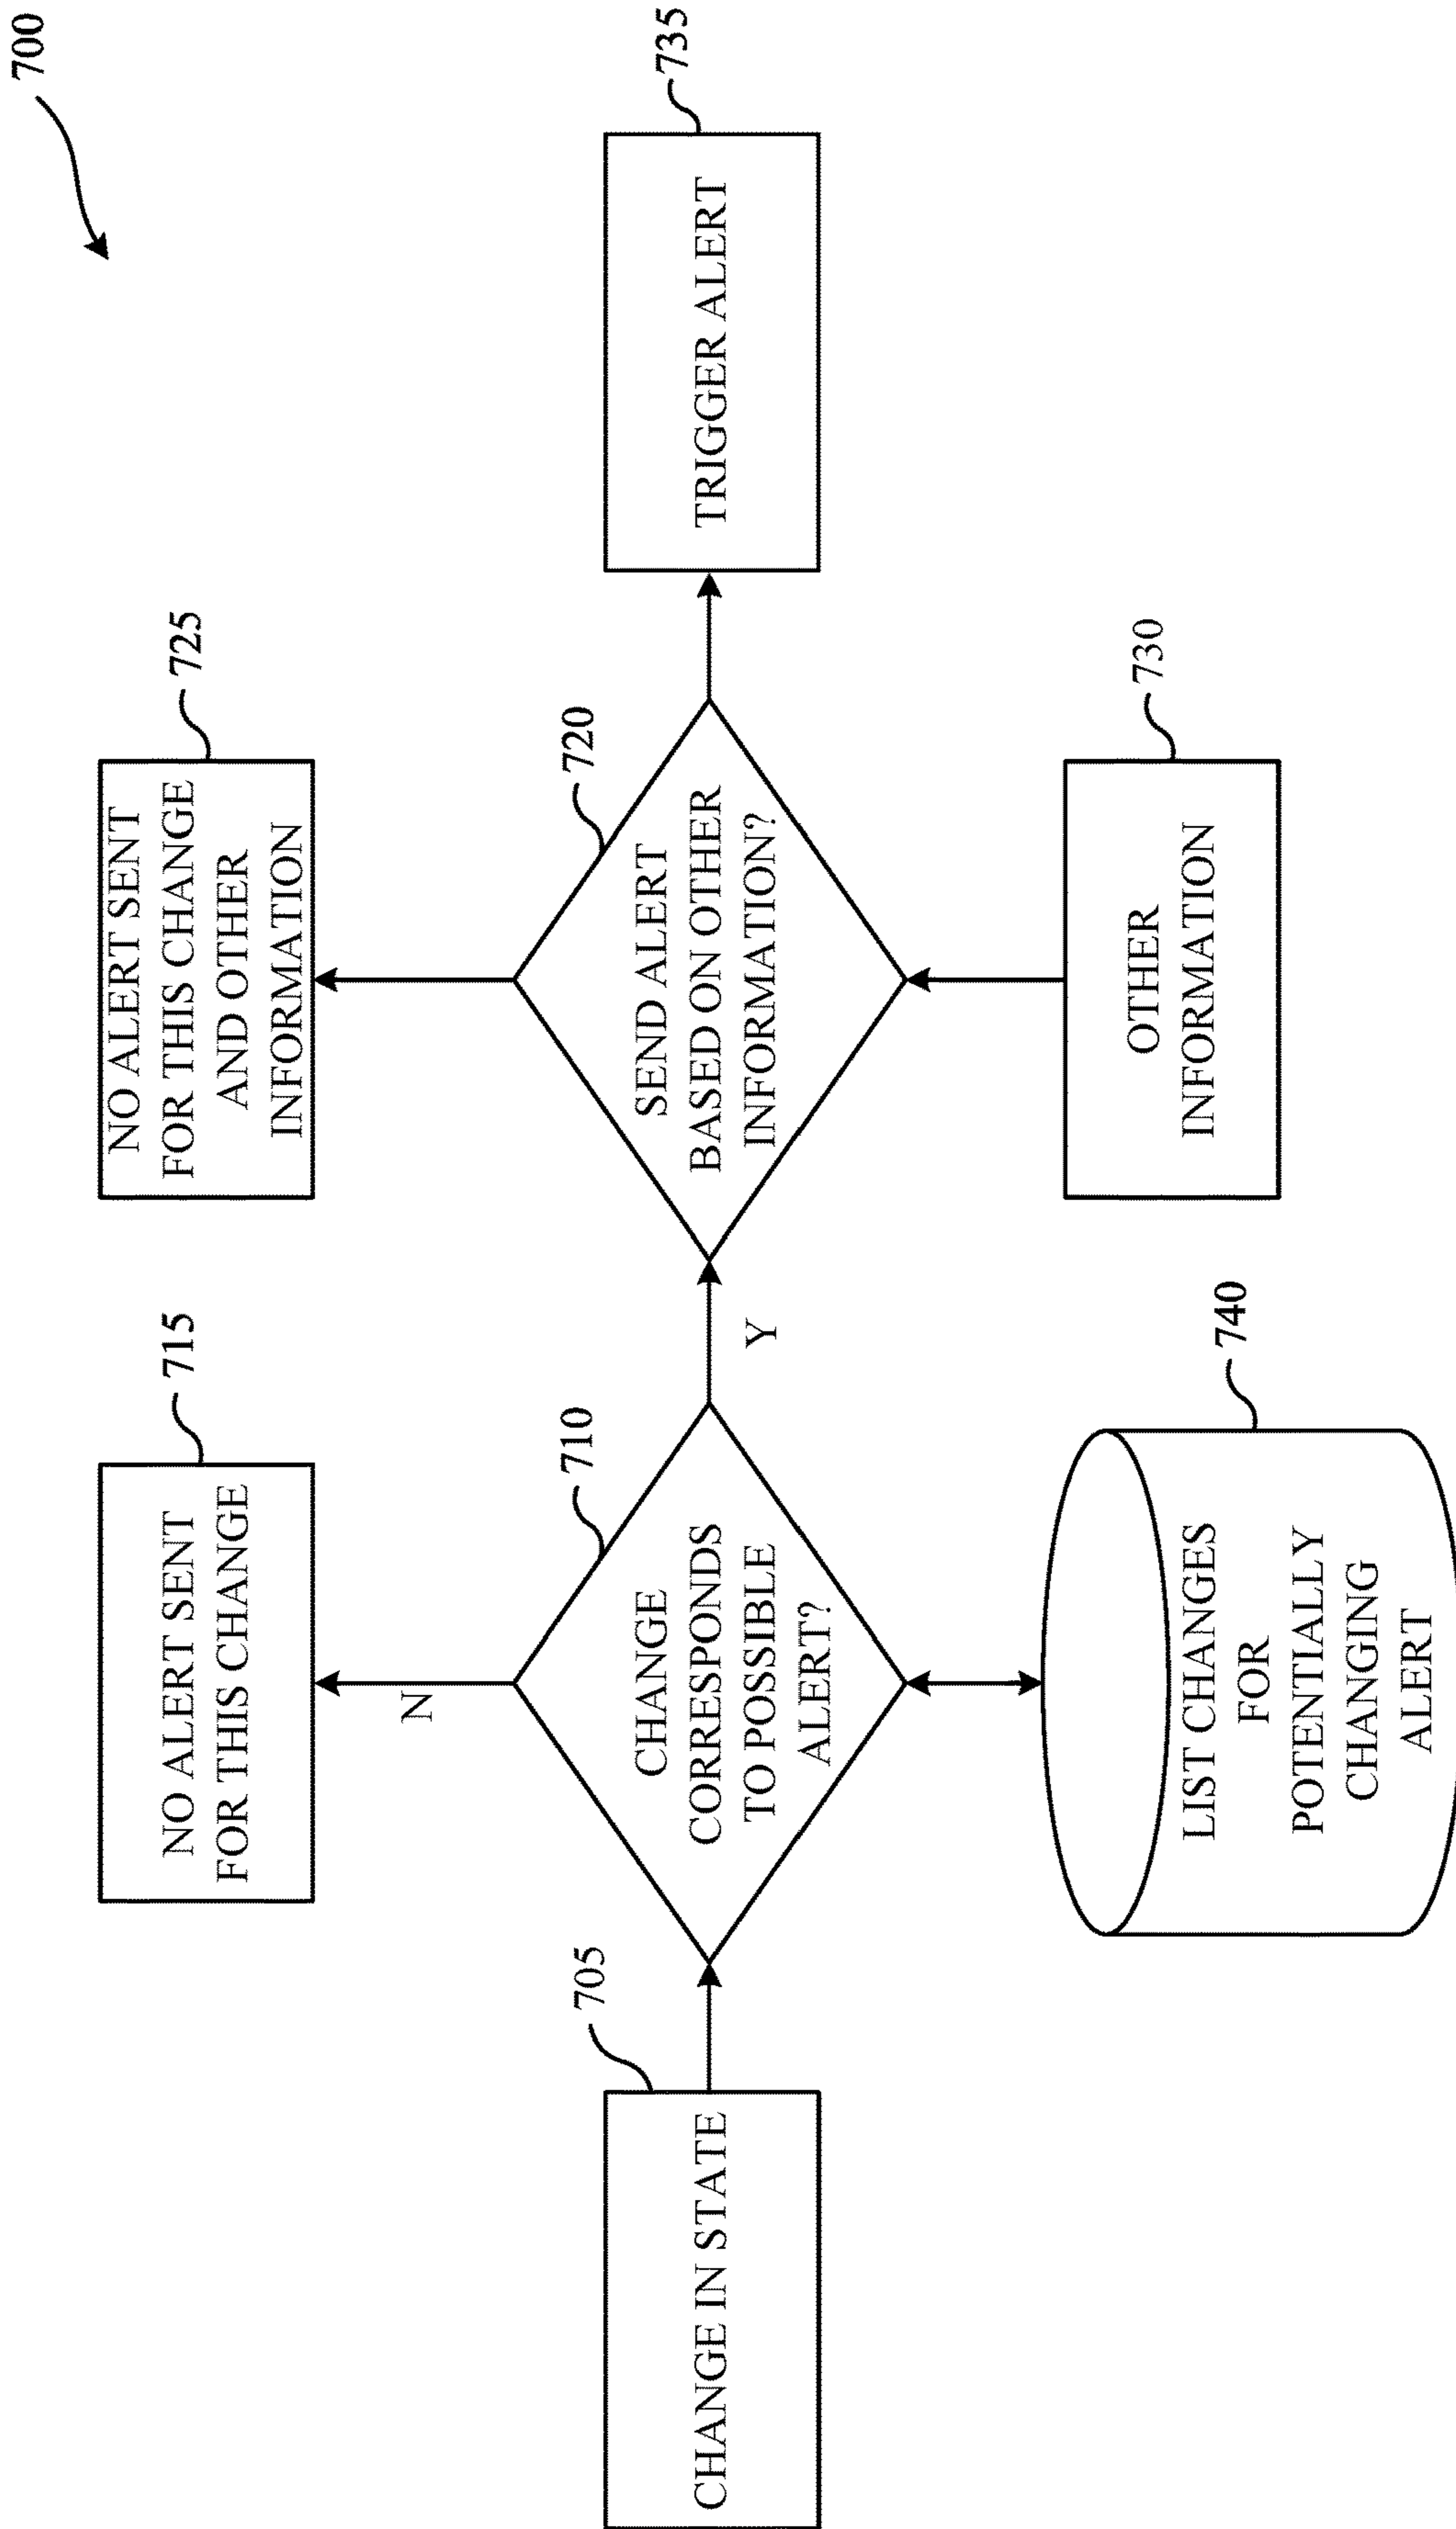 700
CHANGE IN STATE
705
CHANGE
CORRESPONDS
TO POSSIBLE
ALERT?
710
N
Y
NO ALERT SENT
FOR THIS CHANGE
715
LIST CHANGES
FOR
POTENTIALLY
CHANGING
ALERT
740
SEND ALERT
BASED ON OTHER
INFORMATION?
720
NO ALERT SENT
FOR THIS CHANGE
AND OTHER
INFORMATION
725
OTHER
INFORMATION
730
TRIGGER ALERT
735